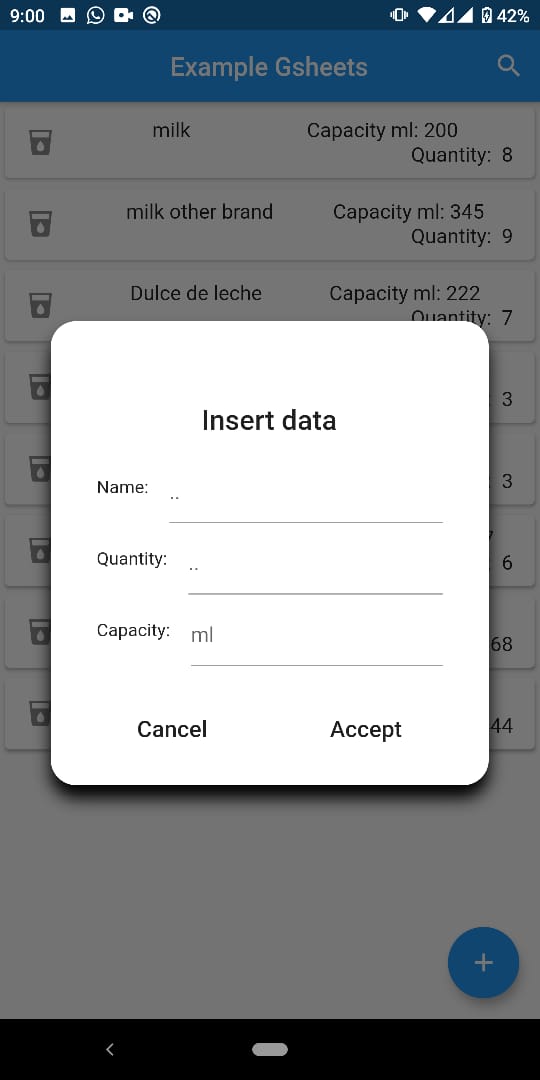 9:00 42%
Example Gsheets
milk Capacity ml: 200
Quantity: 8
milk other brand Capacity ml: 345
Quantity: 9
Dulce de leche Capacity ml: 222
Quantity: 7
: 3
: 3
: 6
68
44
Insert data
Name: ..
Quantity: ..
Capacity: ml
Cancel Accept
+